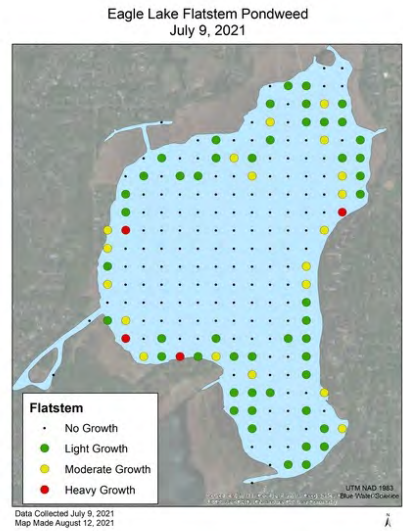 Eagle Lake Flatstem Pondweed
July 9, 2021
Flatstem
No Growth
Light Growth
Moderate Growth
Heavy Growth
UTM NAD 1983
Blue Water Science
Data Collected July 9, 2021
Map Made August 12, 2021